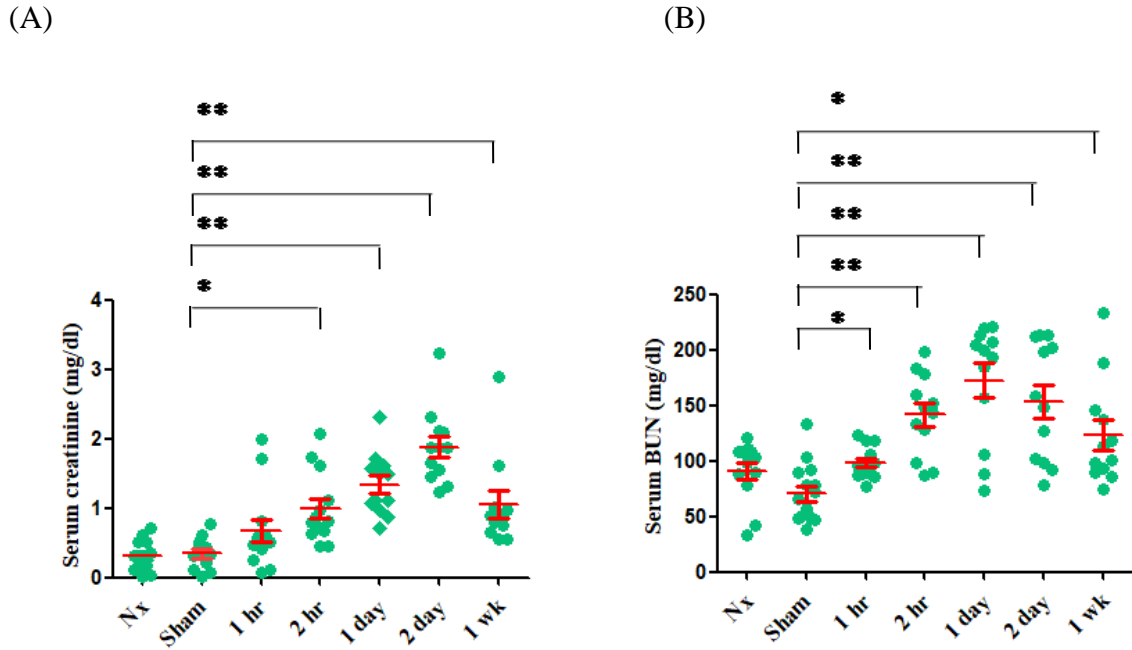 (A)
**
**
**
*
Serum creatinine (mg/dl)
4
3
2
1
0
Nx
Sham
1 hr
2 hr
1 day
2 day
1 wk
(B)
*
**
**
**
*
Serum BUN (mg/dl)
250
200
150
100
50
0
Nx
Sham
1 hr
2 hr
1 day
2 day
1 wk